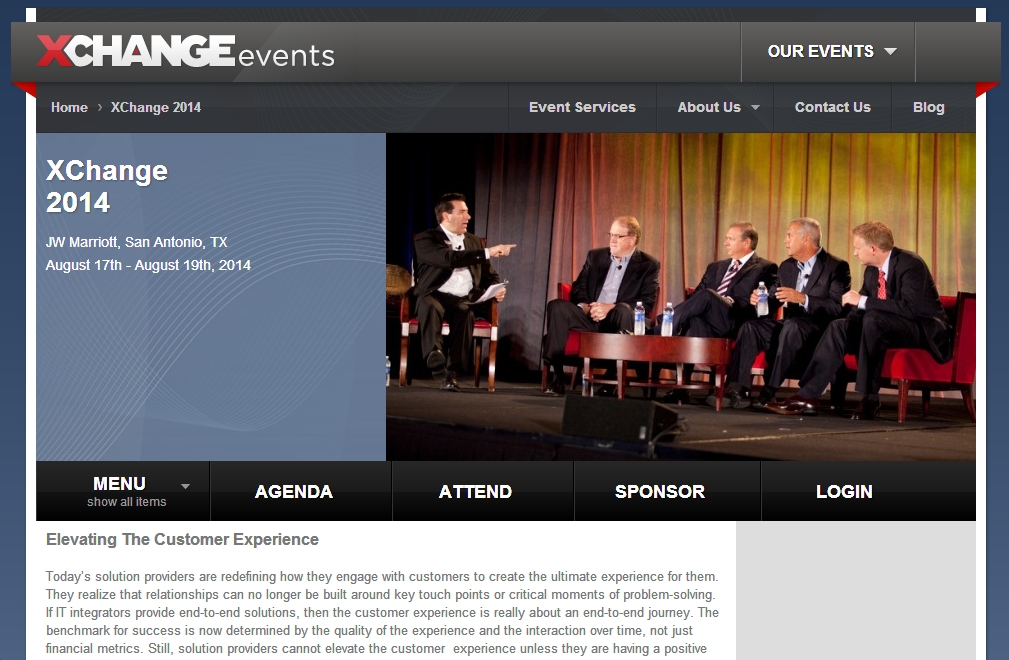 XCHANGE events
OUR EVENTS
Home › XChange 2014
Event Services
About Us
Contact Us
Blog
XChange
2014
JW Marriott, San Antonio, TX
August 17th - August 19th, 2014
MENU
show all items
AGENDA
ATTEND
SPONSOR
LOGIN
Elevating The Customer Experience
Today's solution providers are redefining how they engage with customers to create the ultimate experience for them.
They realize that relationships can no longer be built around key touch points or critical moments of problem-solving.
If IT integrators provide end-to-end solutions, then the customer experience is really about an end-to-end journey. The
benchmark for success is now determined by the quality of the experience and the interaction over time, not just
financial metrics. Still, solution providers cannot elevate the customer  experience unless they are having a positive